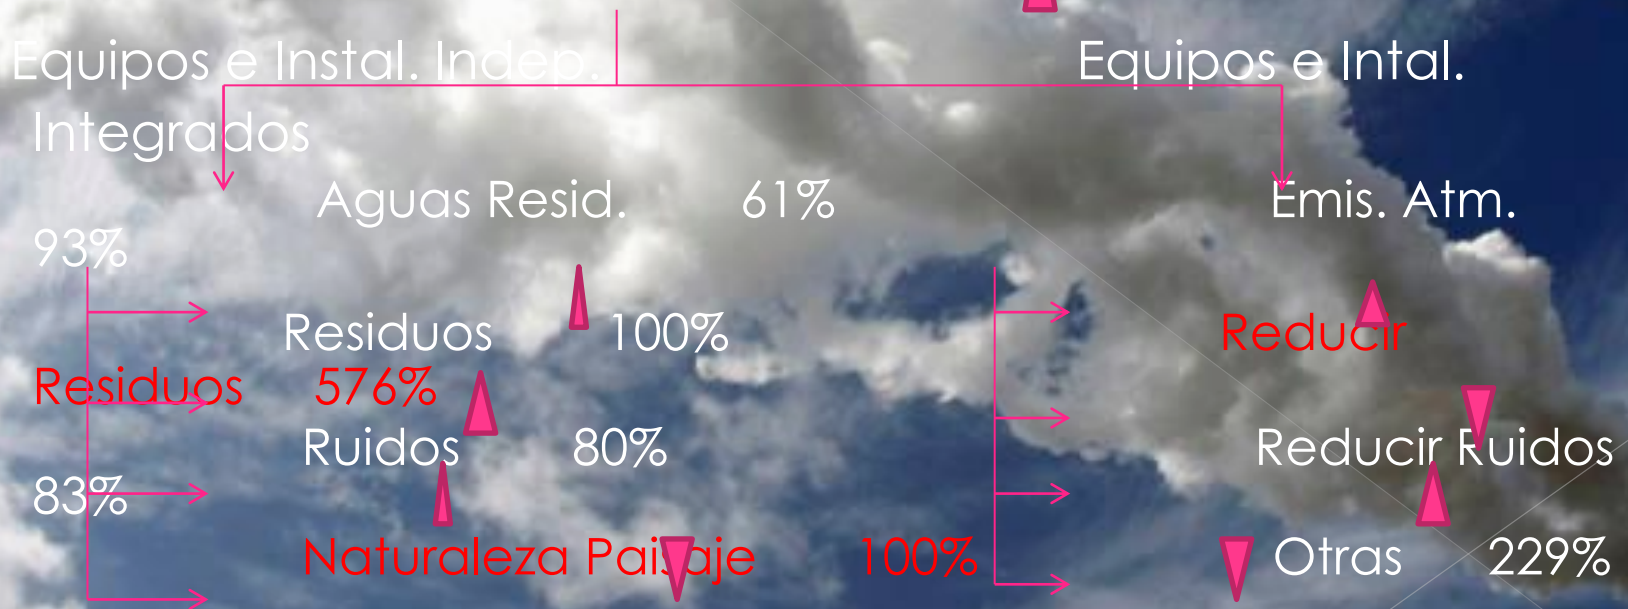 Equipos e Instal. Indep. Equipos e Intal.
Integrados
Aguas Resid. 61% Emis. Atm.
93%
Residuos 100% Reducir
Residuos 576%
Ruidos 80% Reducir Ruidos
83%
Naturaleza Paisaje 100% Otras 229%